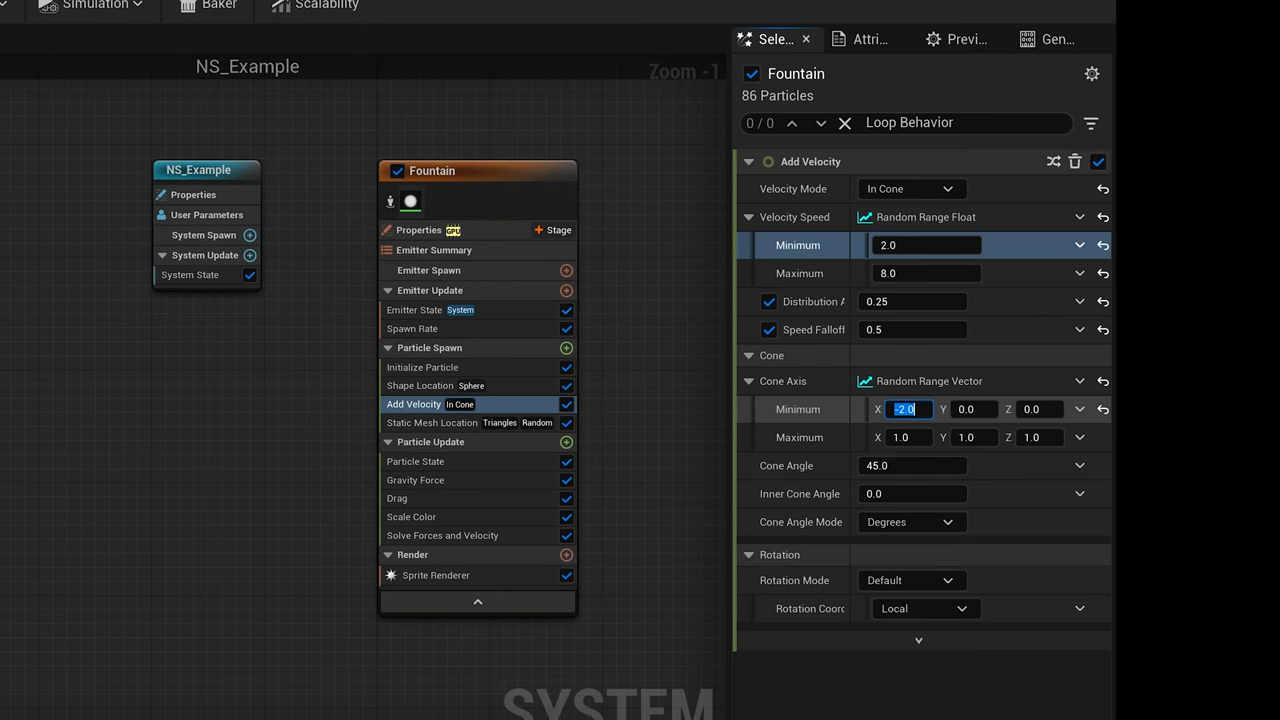 Simulation
Baker
Scalability
NS_Example
Zoom -1
NS_Example
Properties
User Parameters
System Spawn
System Update
System State
Fountain
Properties GPU
Stage
Emitter Summary
Emitter Spawn
Emitter Update
Emitter State System
Spawn Rate
Particle Spawn
Initialize Particle
Shape Location Sphere
Add Velocity In Cone
Static Mesh Location Triangles Random
Particle Update
Particle State
Gravity Force
Drag
Scale Color
Solve Forces and Velocity
Render
Sprite Renderer
SYSTEM
Sele... Attri... Previ... Gen...
Fountain
86 Particles
0 / 0 Loop Behavior
Add Velocity
Velocity Mode In Cone
Velocity Speed Random Range Float
Minimum 2.0
Maximum 8.0
Distribution A 0.25
Speed Falloff 0.5
Cone
Cone Axis Random Range Vector
Minimum X -2.0 Y 0.0 Z 0.0
Maximum X 1.0 Y 1.0 Z 1.0
Cone Angle 45.0
Inner Cone Angle 0.0
Cone Angle Mode Degrees
Rotation
Rotation Mode Default
Rotation Coorc Local